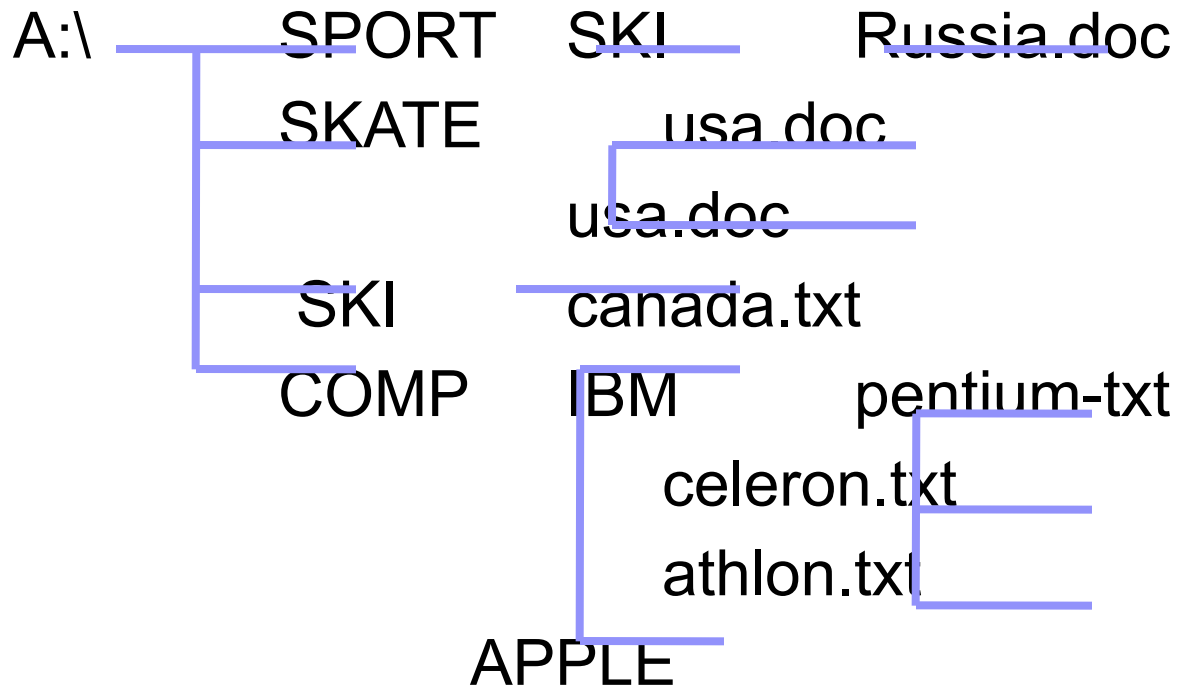 A:\ SPORT SKI Russia.doc
SKATE usa.doc
usa.doc
SKI canada.txt
COMP IBM pentium-txt
celeron.txt
athlon.txt
APPLE